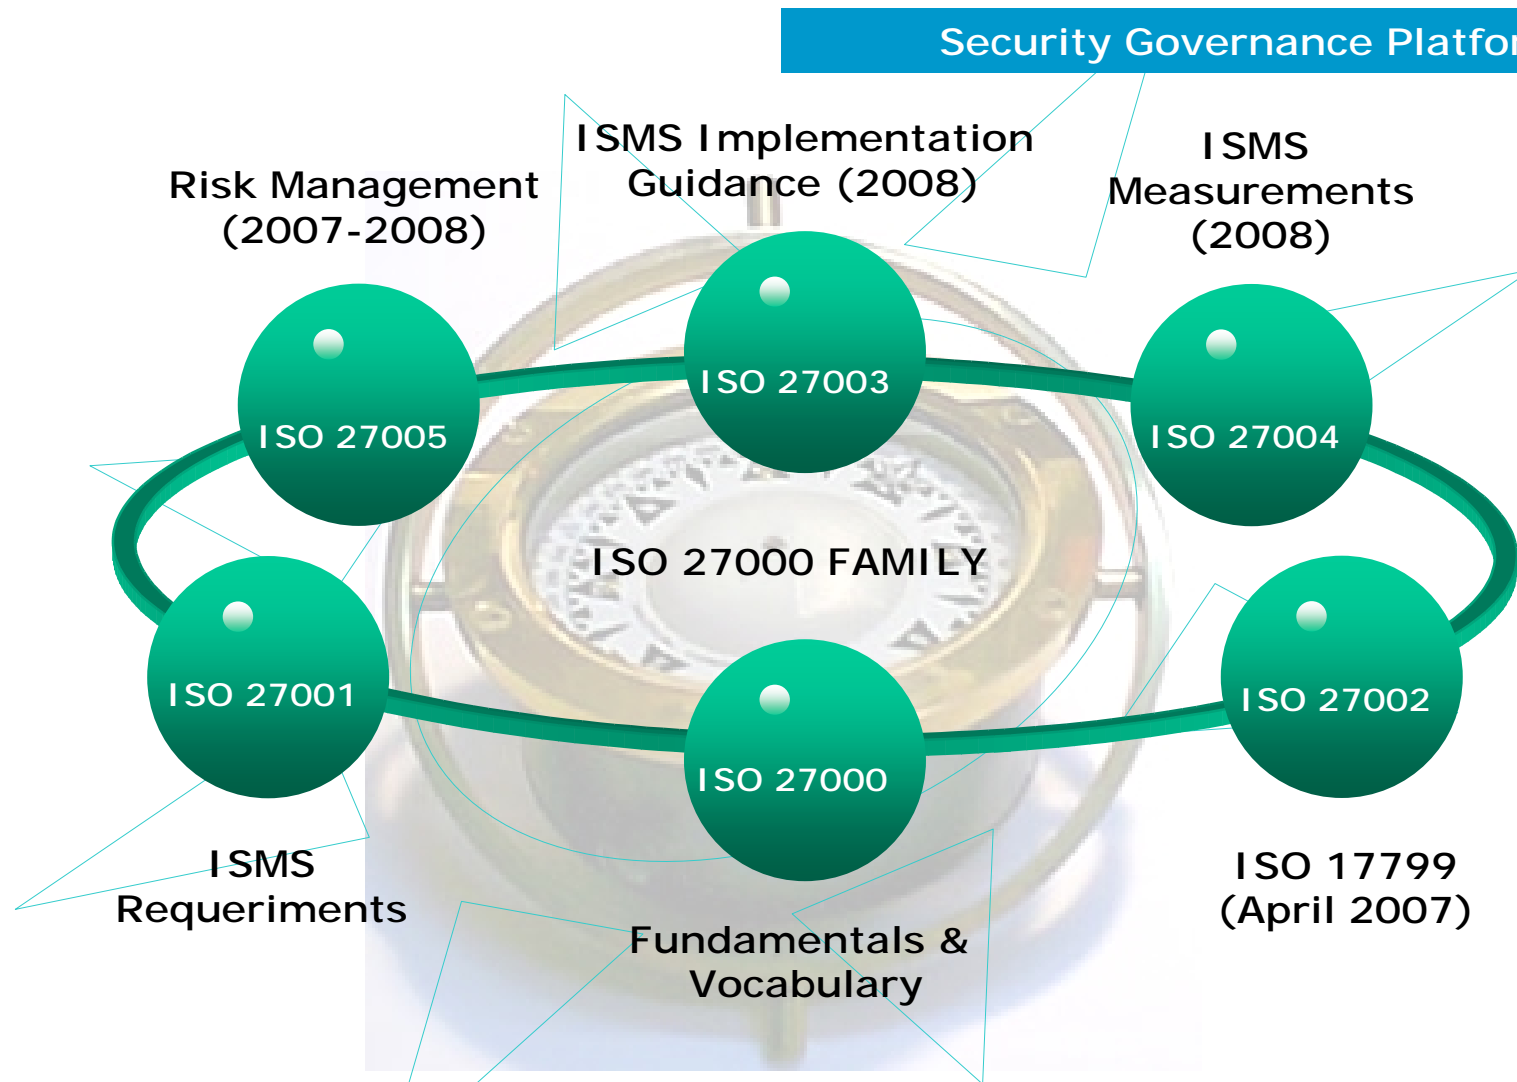 Security Governance Platfor
ISMS Implementation
Guidance (2008)
ISMS
Measurements
(2008)
Risk Management
(2007-2008)
ISO 27003
ISO 27005
ISO 27004
ISO 27000 FAMILY
ISO 27001
ISO 27002
ISO 27000
ISMS
Requeriments
ISO 17799
(April 2007)
Fundamentals &
Vocabulary